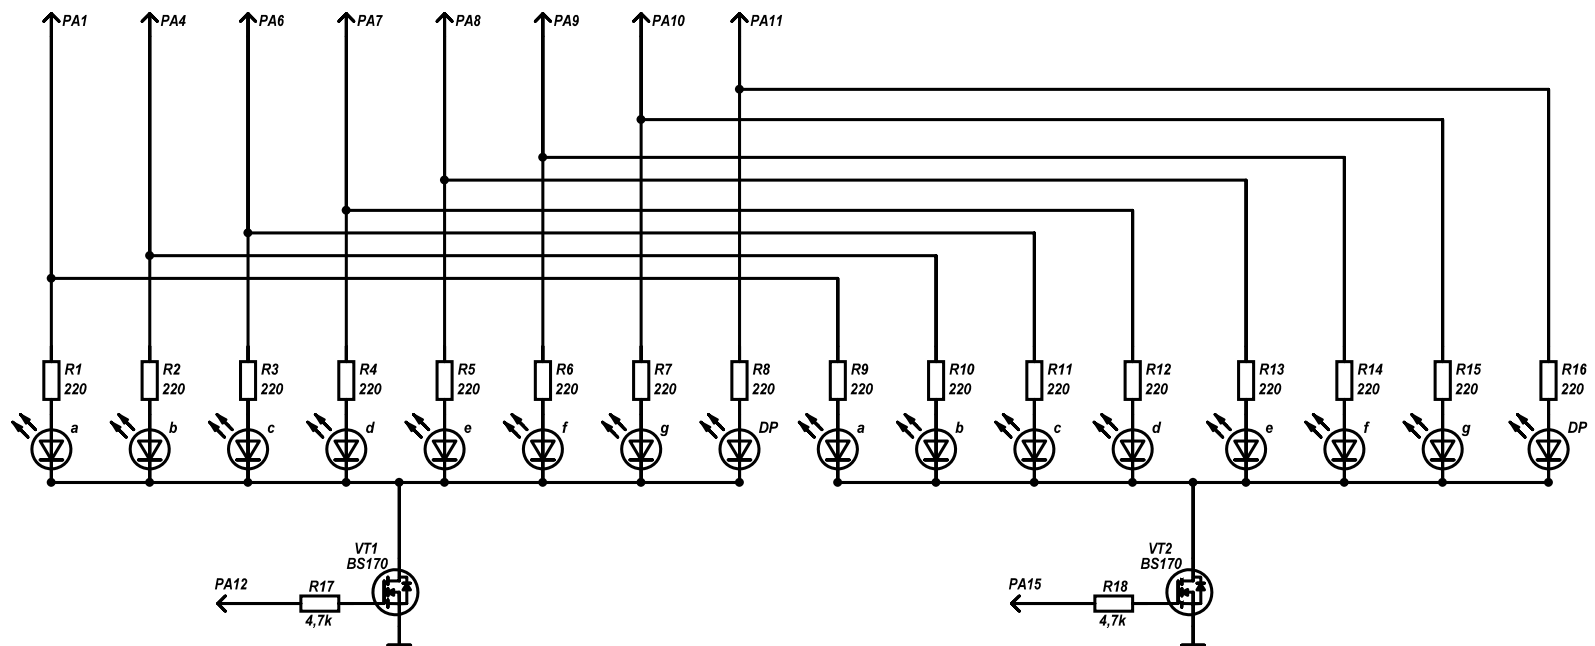 PA1 PA4 PA6 PA7 PA8 PA9 PA10 PA11
R1 R2 R3 R4 R5 R6 R7 R8 R9 R10 R11 R12 R13 R14 R15 R16
220 220 220 220 220 220 220 220 220 220 220 220 220 220 220 220
a b c d e f g DP a b c d e f g DP
VT1 VT2
BS170 BS170
PA12 R17 PA15 R18
4,7k 4,7k